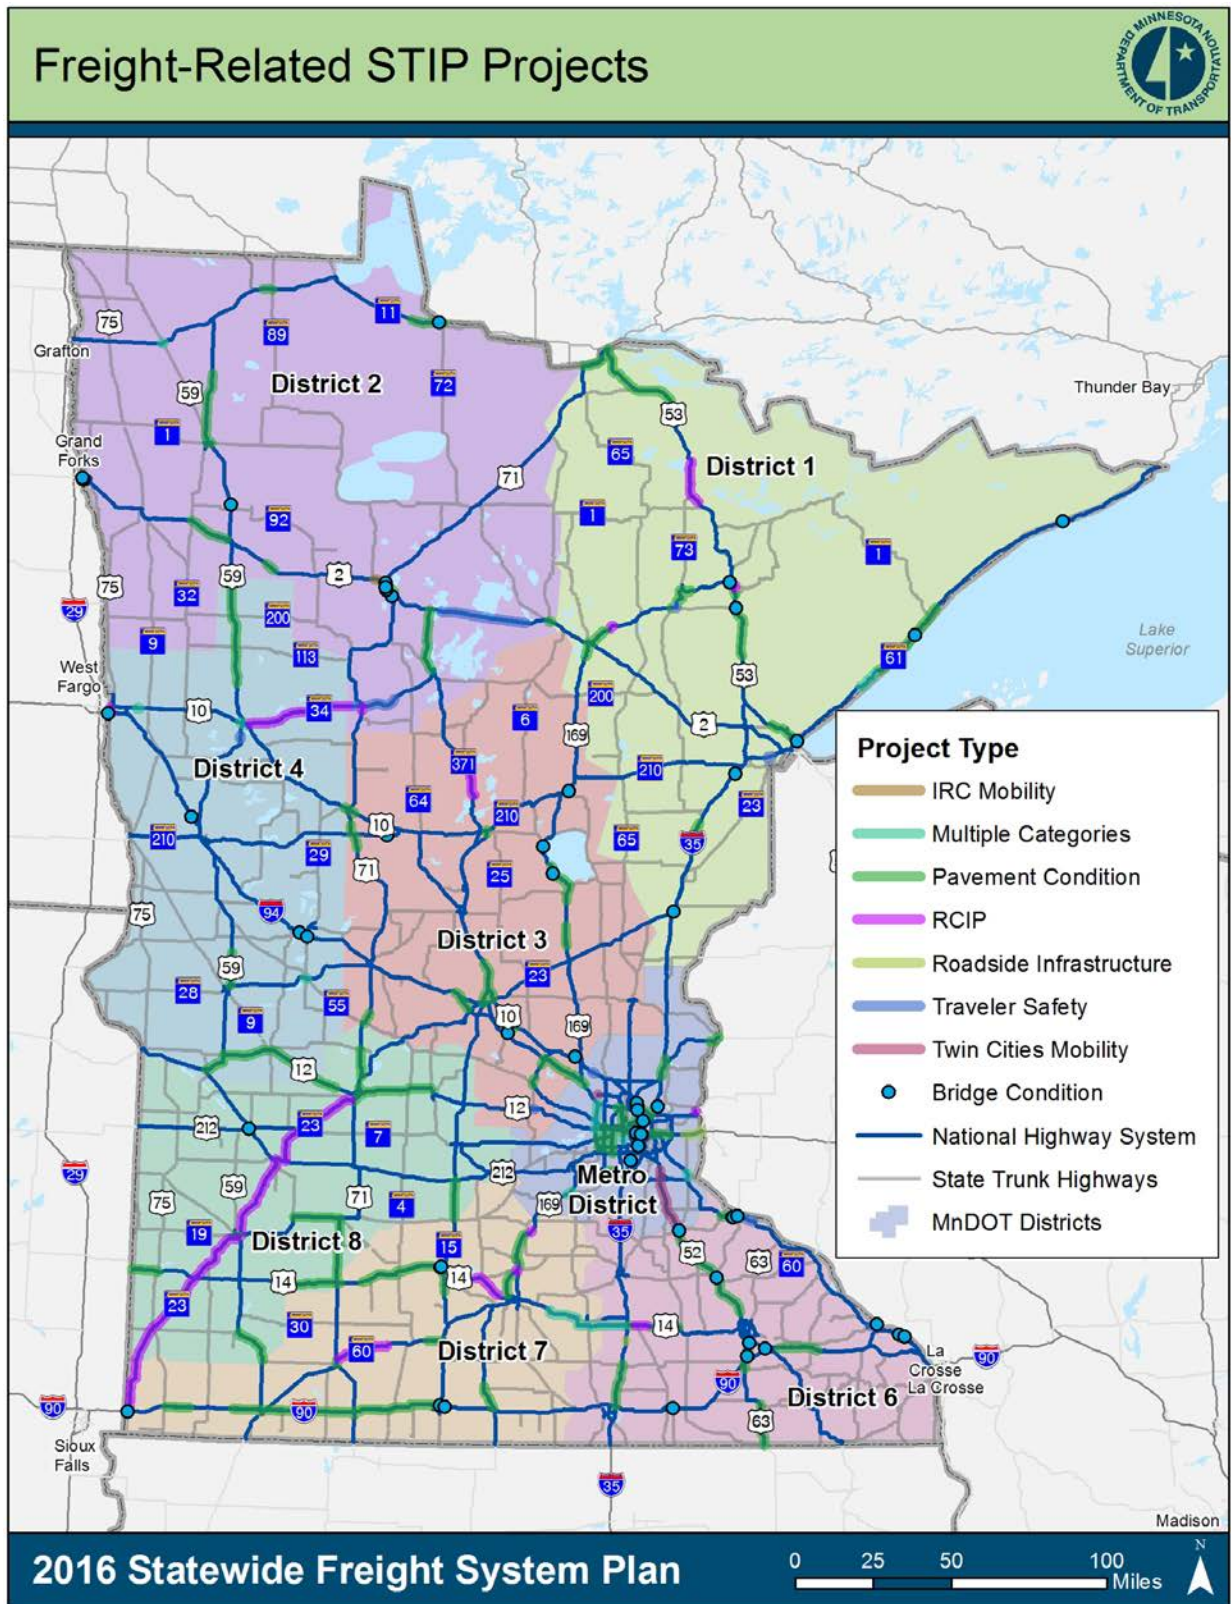 Freight-Related STIP Projects
MINNESOTA
DEPARTMENT OF TRANSPORTATION
75
11
89
Grafton
59
District 2
72
Thunder Bay
53
1
Grand
Forks
65
District 1
71
92
1
73
1
75
59
2
32
29
200
9
113
Lake
Superior
61
West
Fargo
53
10
34
200
6
2
169
371
210
District 4
64
23
210
10
210
65
35
29
71
25
75
94
District 3
59
23
28
55
9
10
169
12
12
23
212
7
212
Metro
District
29
59
75
71
4
169
35
19
District 8
15
52
63
60
14
14
23
30
14
60
District 7
La
Crosse
La Crosse
90
90
District 6
90
90
63
Sioux
Falls
35
Madison
Project Type
IRC Mobility
Multiple Categories
Pavement Condition
RCIP
Roadside Infrastructure
Traveler Safety
Twin Cities Mobility
Bridge Condition
National Highway System
State Trunk Highways
MnDOT Districts
2016 Statewide Freight System Plan
0 25 50 100
Miles
N